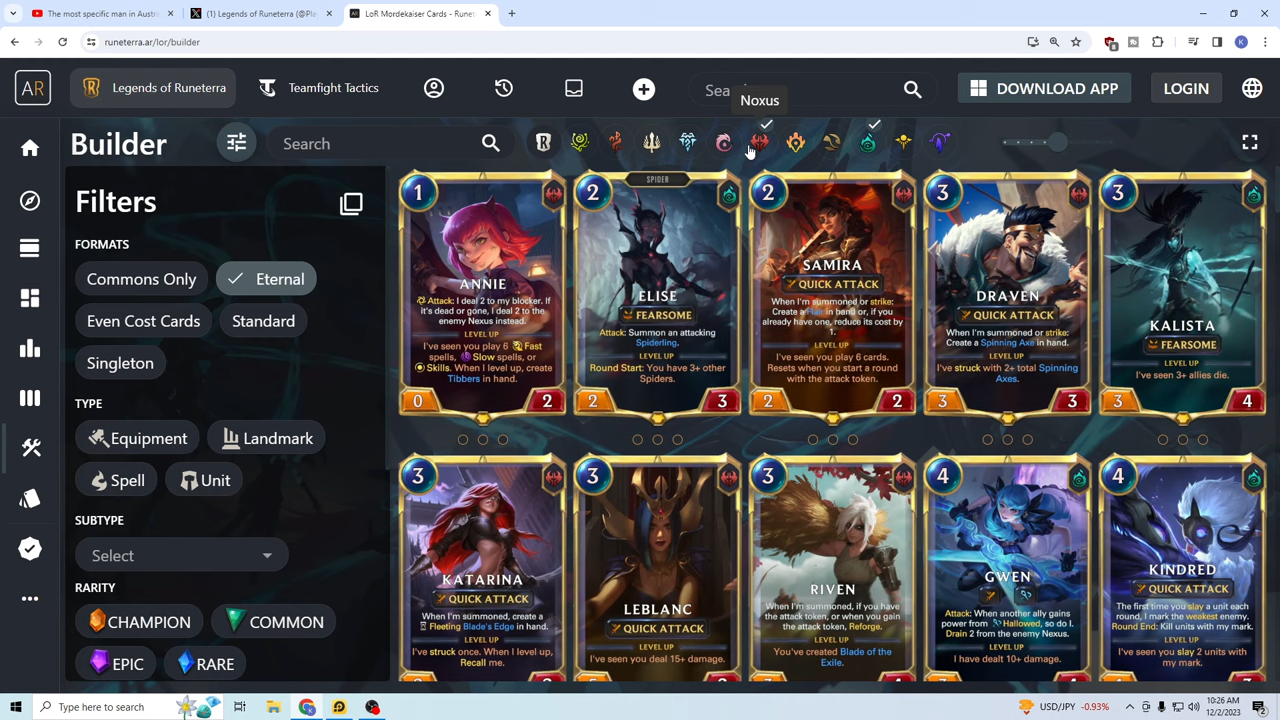 The most specific man in Austr
(1) Legends of Runeterra (@Pla
LoR Mordekaiser Cards - Runet
runeterra.ar/lor/builder
8
K
AR
Legends of Runeterra
Teamfight Tactics
Sea
DOWNLOAD APP
LOGIN
Noxus
Builder
Search
Filters
FORMATS
Commons Only
Eternal
Even cost Cards
Standard
Singleton
TYPE
Equipment
Landmark
Spell
Unit
SUBTYPE
Select
RARITY
CHAMPION
COMMON
EPIC
RARE
1
ANNIE
Attack: I deal 2 to my blocker. If
it's dead or gone, I deal 2 to the
enemy Nexus instead.
LEVEL UP
I've seen you play 6 Fast
spells, Slow spells, or
Skills. When I level up, create
Tibbers in hand.
0
2
2
SPIDER
ELISE
FEARSOME
Attack: Summon an attacking
Spiderling.
LEVEL UP
Round Start: You have 3+ other
Spiders.
2
3
2
SAMIRA
QUICK ATTACK
When I'm summoned or strike:
Create a Flair in hand or, if you
already have one, reduce its cost by
1.
LEVEL UP
I've seen you play 6 cards.
Resets when you start a round
with the attack token.
2
2
3
DRAVEN
QUICK ATTACK
When I'm summoned or strike:
Create a Spinning Axe in hand.
LEVEL UP
I've struck with 2+ total Spinning
Axes.
3
3
3
KALISTA
FEARSOME
LEVEL UP
I've seen 3+ allies die.
3
4
3
KATARINA
QUICK ATTACK
When I'm summoned, create a
Fleeting Blade's Edge in hand.
LEVEL UP
I've struck once. When I level up,
Recall me.
3
LEBLANC
QUICK ATTACK
LEVEL UP
I've seen you deal 15+ damage.
3
RIVEN
When I'm summoned, if you have
the attack token, or when you gain
the attack token, Reforge.
LEVEL UP
You've created Blade of the
Exile.
4
GWEN
Attack: When another ally gains
power from Hallowed, so do I.
Drain 2 from the enemy Nexus.
LEVEL UP
I have dealt 10+ damage.
4
KINDRED
QUICK ATTACK
The first time you slay a unit each
round, I mark the weakest enemy.
Round End: Kill units with my mark.
LEVEL UP
I've seen you slay 2 units with
my mark.
Type here to search
USD/JPY -0.93%
10:26 AM
12/2/2023
2